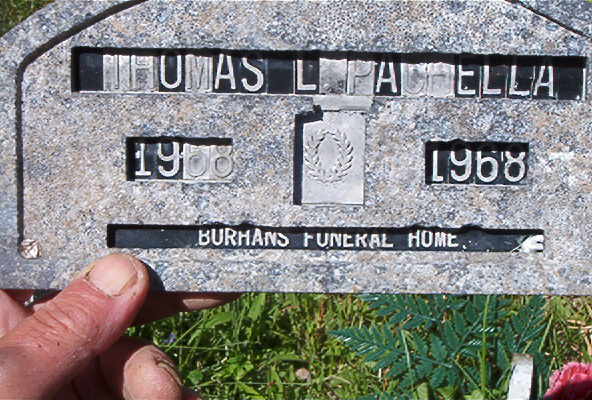 THOMAS L PACHELLA
1968 1968
BURHANS FUNERAL HOME